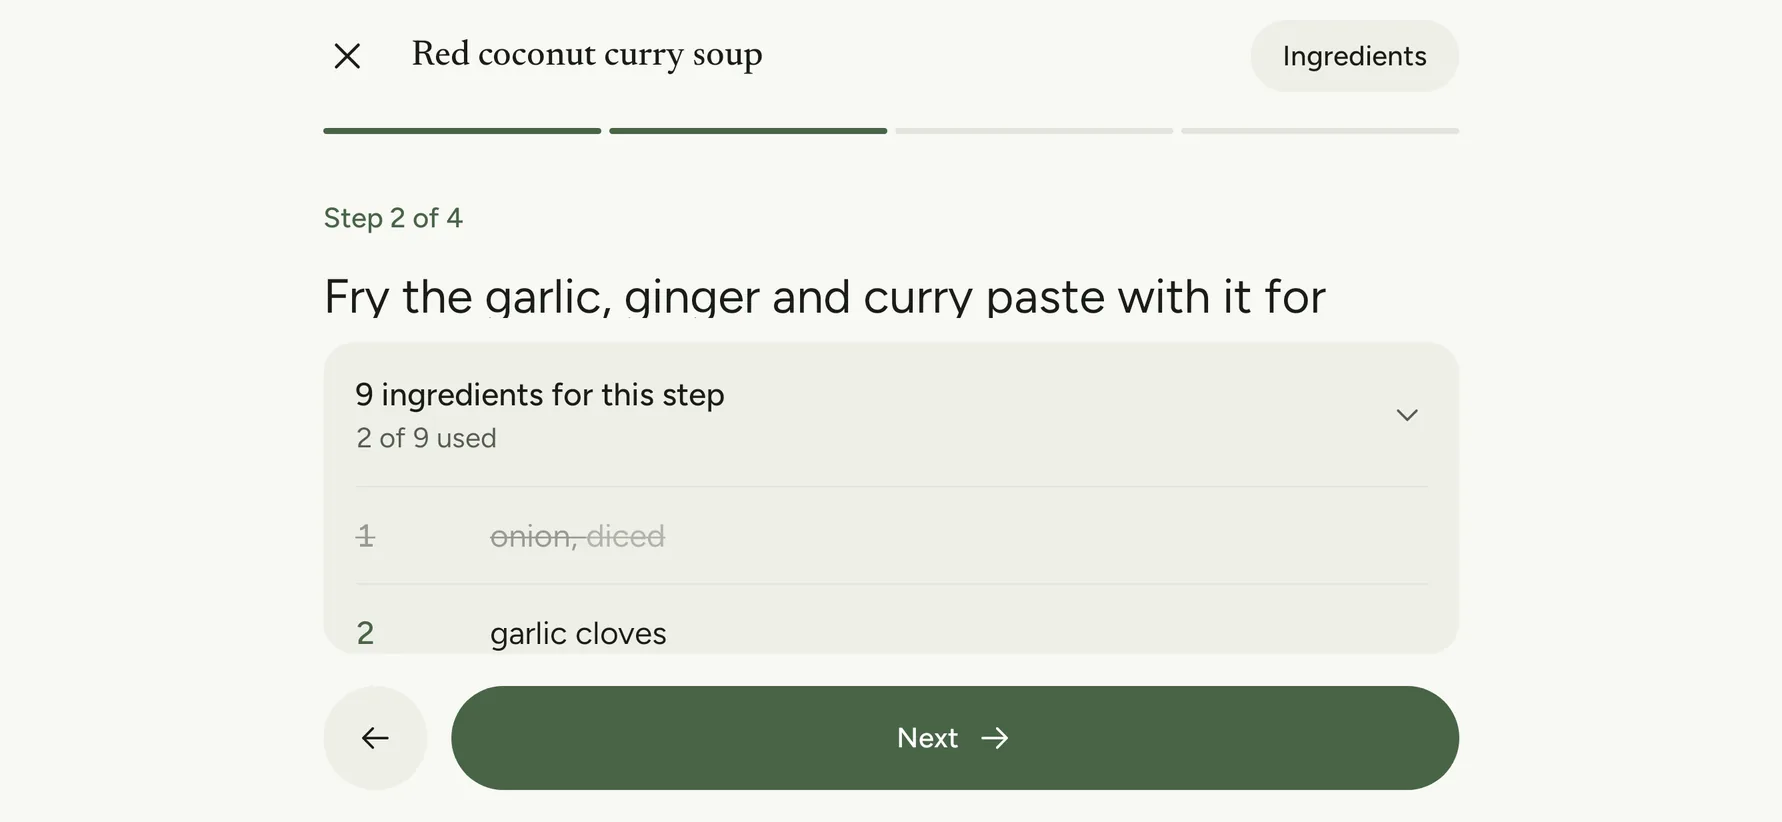 Red coconut curry soup
Ingredients
Step 2 of 4
Fry the garlic, ginger and curry paste with it for
9 ingredients for this step
2 of 9 used
1 onion, diced
2 garlic cloves
Next